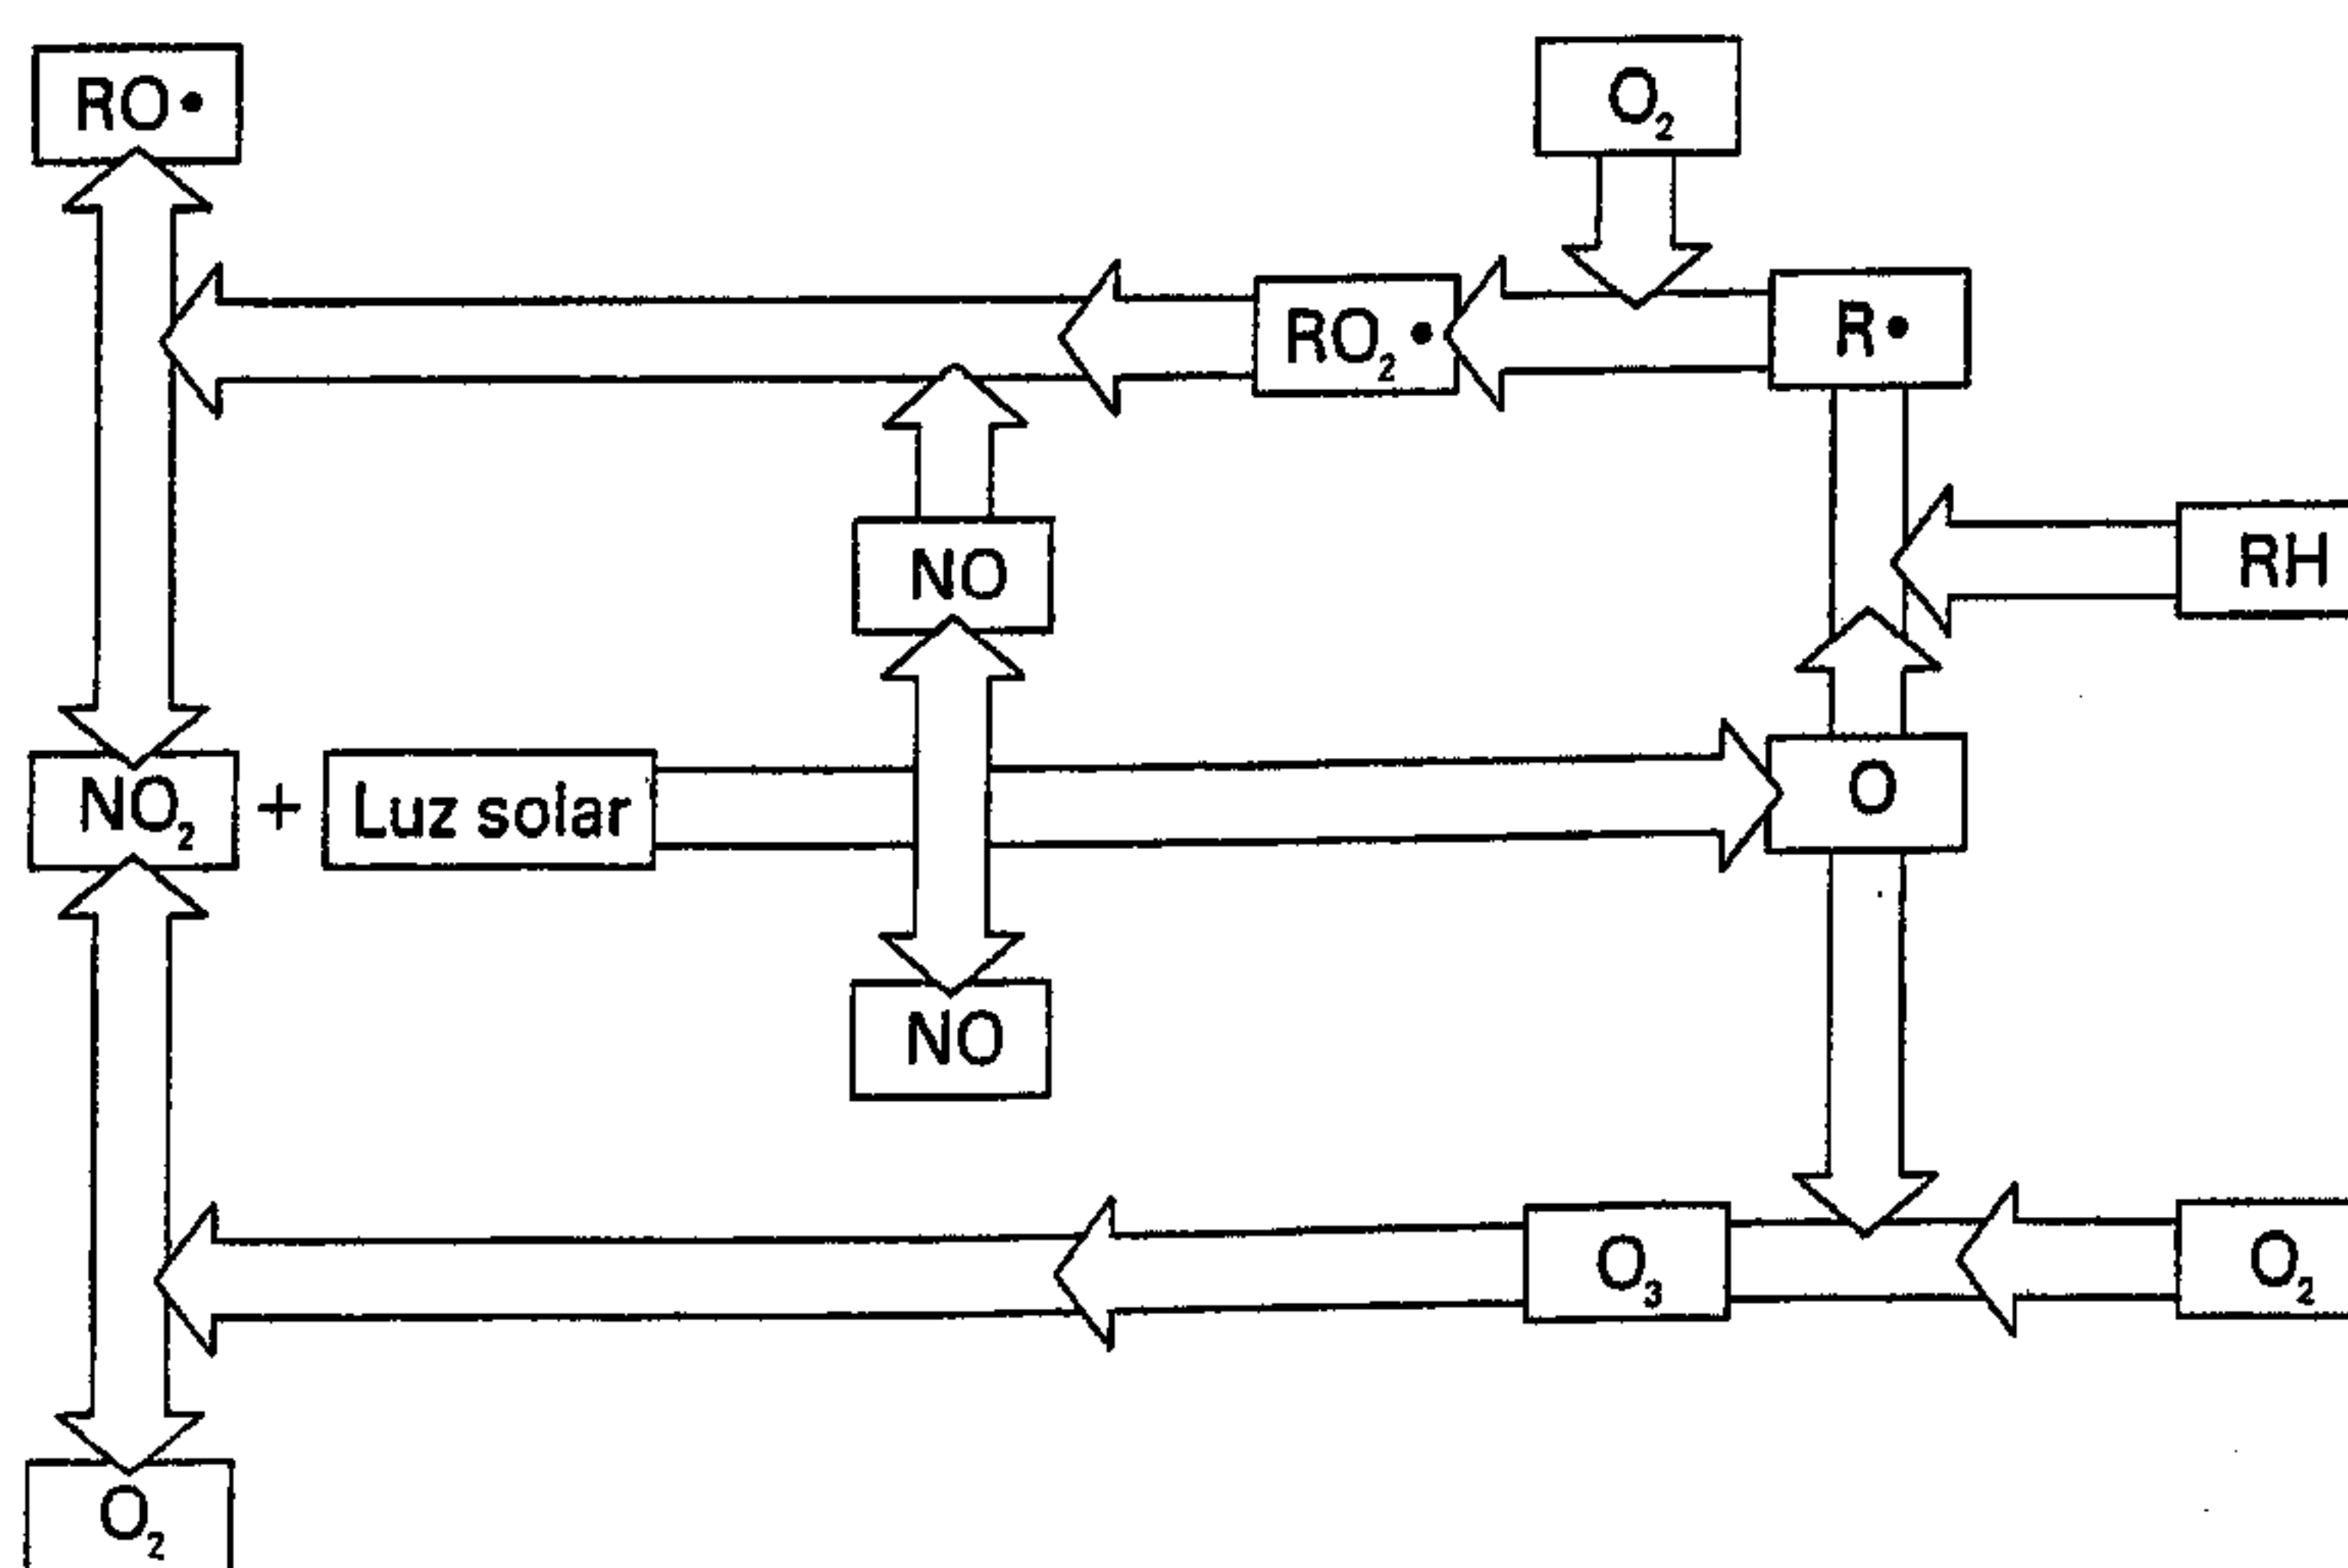 RO•
O₂
RO₂•
R•
NO
RH
NO₂ + Luz solar
O
NO
O₃
O₂
O₂